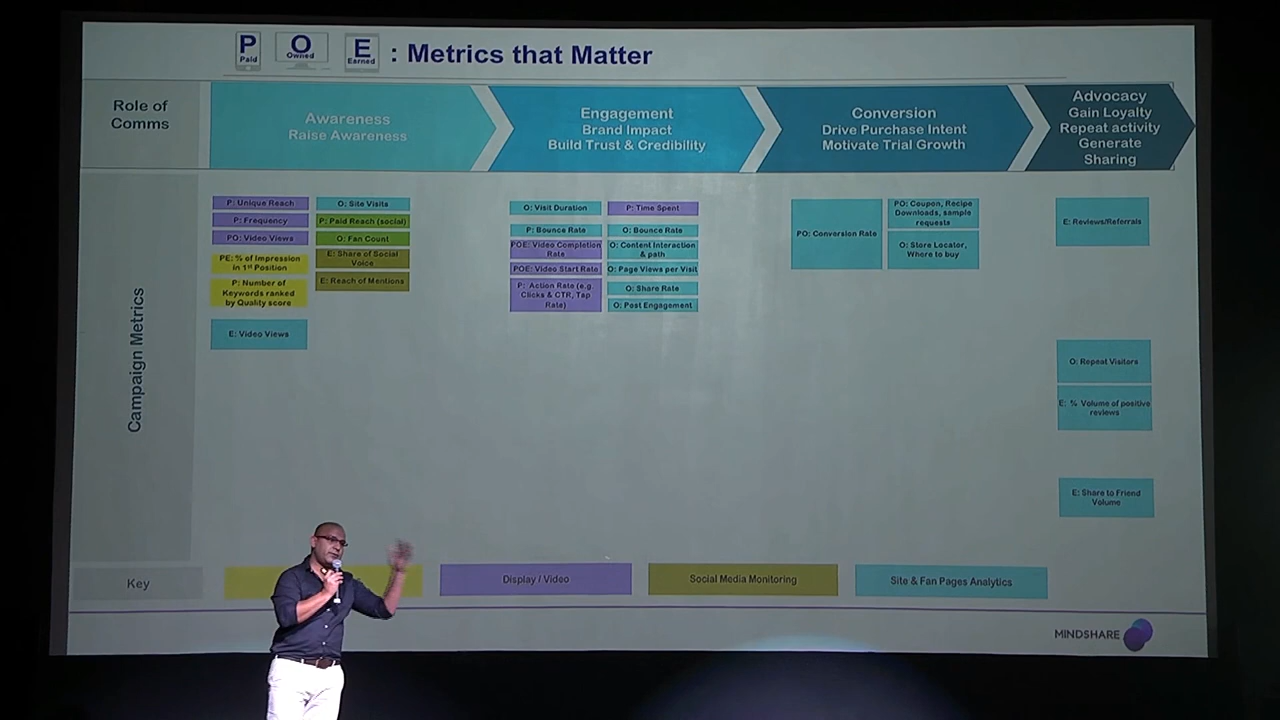 P
Paid
O
Owned
E
Earned
: Metrics that Matter
Role of
Comms
Awareness
Raise Awareness
Engagement
Brand Impact
Build Trust & Credibility
Conversion
Drive Purchase Intent
Motivate Trial Growth
Advocacy
Gain Loyalty
Repeat activity
Generate
Sharing
Campaign Metrics
P: Unique Reach
P: Frequency
PO: Video Views
PE: % of Impression
in 1st Position
P: Number of
Keywords ranked
by Quality score
E: Video Views
O: Site Visits
P: Paid Reach (social)
O: Fan Count
E: Share of Social
Voice
E: Reach of Mentions
O: Visit Duration
P: Bounce Rate
POE: Video Completion
Rate
POE: Video Start Rate
P: Action Rate (e.g.
Clicks & CTR, Tap
Rate)
P: Time Spent
O: Bounce Rate
O: Content Interaction
& path
O: Page Views per Visit
O: Share Rate
O: Post Engagement
PO: Conversion Rate
PO: Coupon, Recipe
Downloads, sample
requests
O: Store Locator,
Where to buy
E: Reviews/Referrals
O: Repeat Visitors
E: % Volume of positive
reviews
E: Share to Friend
Volume
Key
Display / Video
Social Media Monitoring
Site & Fan Pages Analytics
MINDSHARE